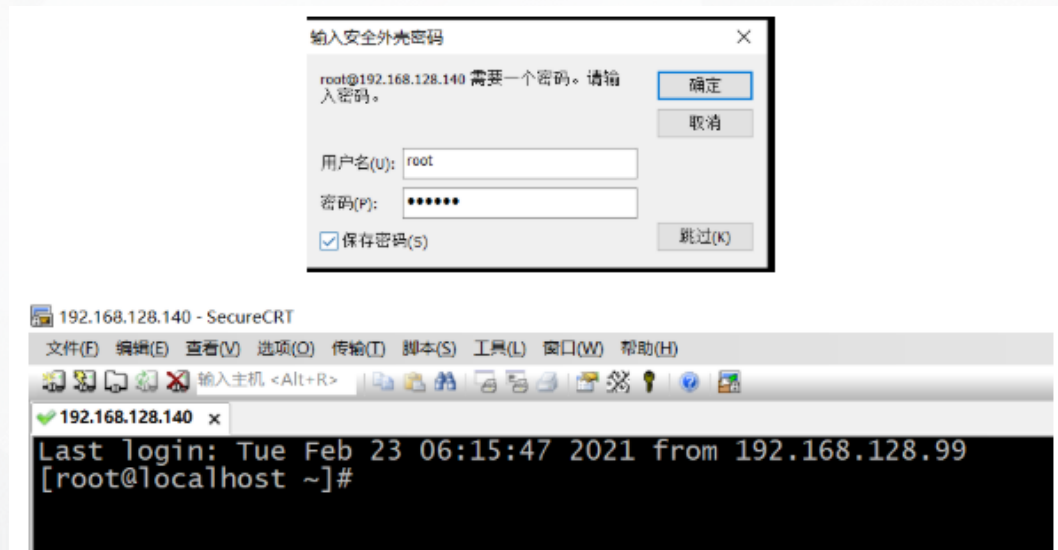 输入安全外壳密码
root@192.168.128.140 需要一个密码。请输
入密码。
确定
取消
用户名(U): root
密码(P): ••••••
保存密码(S)
跳过(K)
192.168.128.140 - SecureCRT
文件(F) 编辑(E) 查看(V) 选项(O) 传输(T) 脚本(S) 工具(L) 窗口(W) 帮助(H)
输入主机 <Alt+R>
192.168.128.140 x
Last login: Tue Feb 23 06:15:47 2021 from 192.168.128.99
[root@localhost ~]#